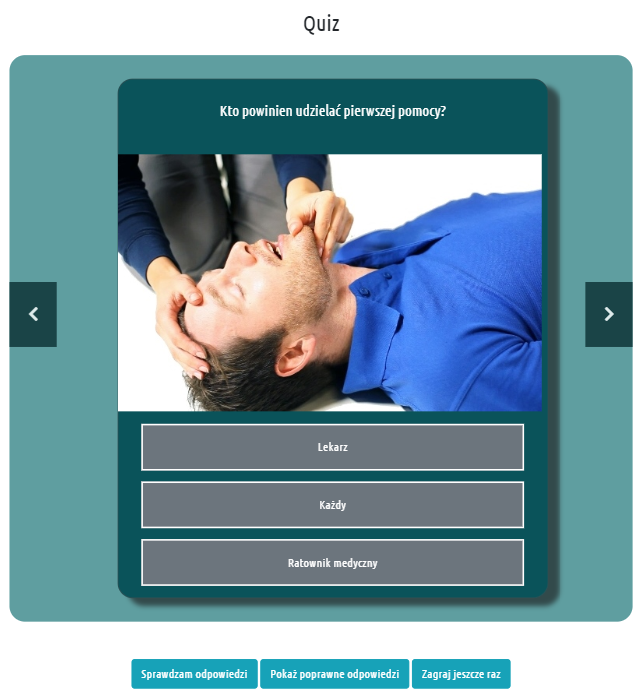 Quiz
Kto powinien udzielać pierwszej pomocy?
Lekarz
Każdy
Ratownik medyczny
Sprawdzam odpowiedzi Pokaż poprawne odpowiedzi Zagraj jeszcze raz